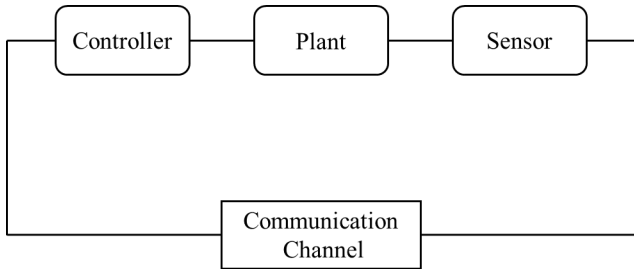 Controller
Plant
Sensor
Communication
Channel